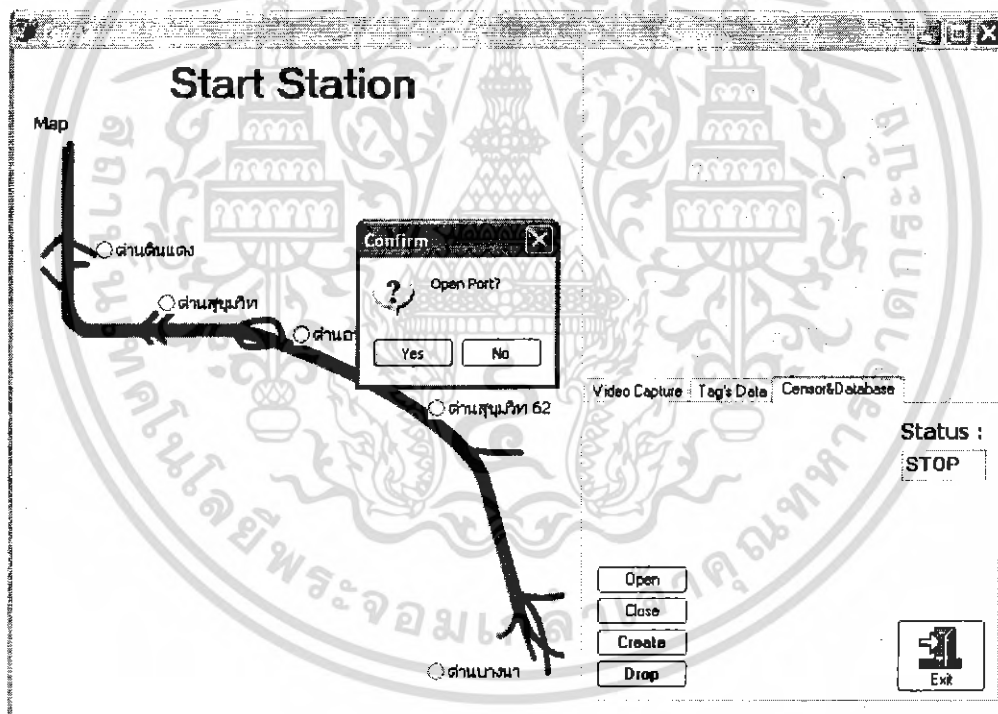 Start Station
Map
ด่านดินแดง
ด่านสุขุมวิท
Confirm
Open Port?
Yes
No
ด่านสุขุมวิท 62
ด่านบางนา
Video Capture
Tag's Data
Censor&Database
Status :
STOP
Open
Close
Create
Drop
Exit